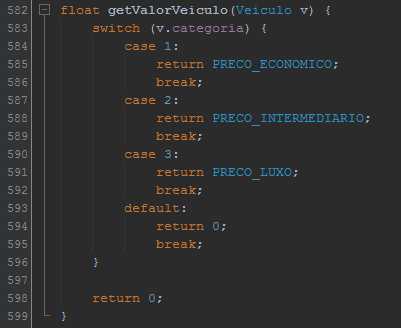 582 float getValorVeiculo(Veiculo v) {
583 switch (v.categoria) {
584 case 1:
585 return PRECO_ECONOMICO;
586 break;
587 case 2:
588 return PRECO_INTERMEDIARIO;
589 break;
590 case 3:
591 return PRECO_LUXO;
592 break;
593 default:
594 return 0;
595 break;
596 }
597
598 return 0;
599 }